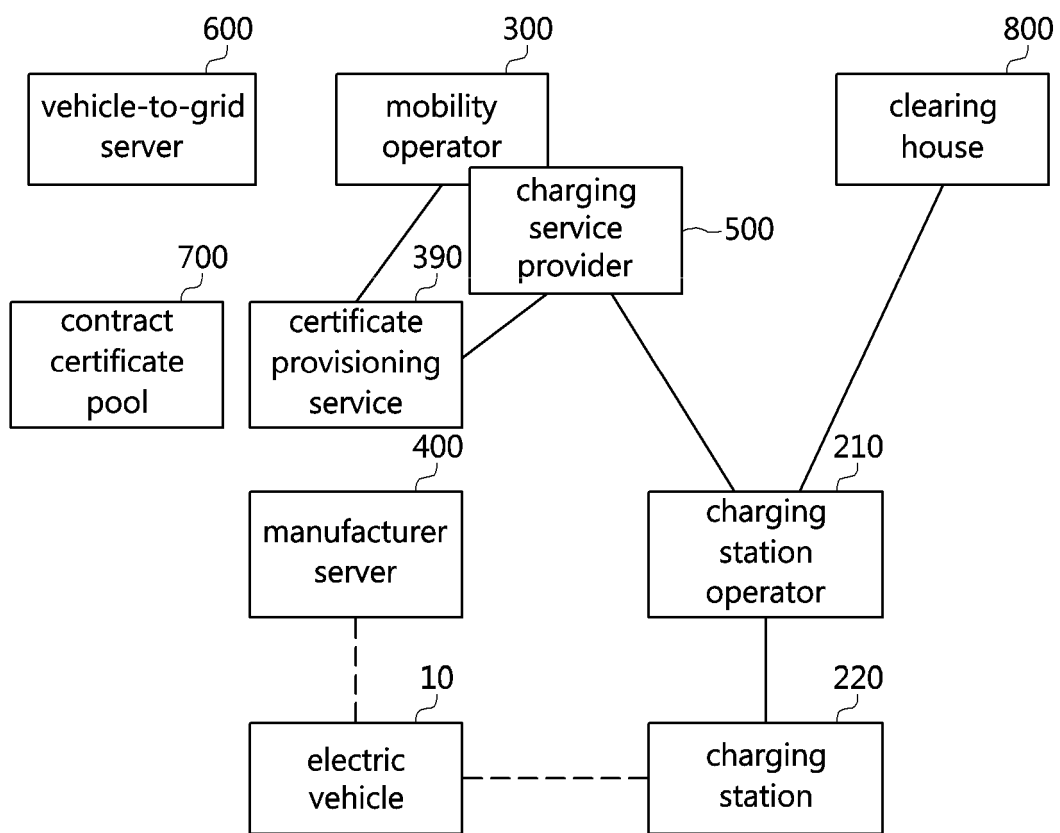 600
300
800
vehicle-to-grid
server
mobility
operator
clearing
house
charging
service
provider
500
700
390
contract
certificate
pool
certificate
provisioning
service
400
210
manufacturer
server
charging
station
operator
10
220
electric
vehicle
charging
station